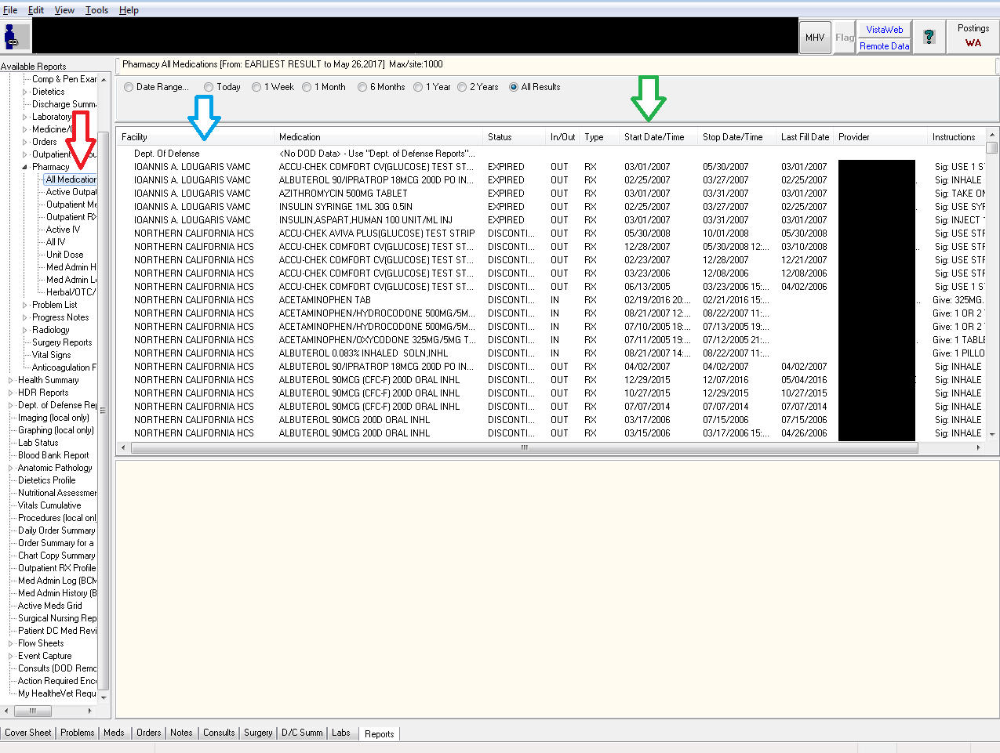 File Edit View Tools Help
MHV Flag VistaWeb Remote Data ? Postings WA
Available Reports
Pharmacy All Medications [From: EARLIEST RESULT to May 26,2017] Max/site:1000
Date Range... Today 1 Week 1 Month 6 Months 1 Year 2 Years All Results
Comp & Pen Exar
Dietetics
Discharge Summ
Laboratory
Medicine/
Orders
Outpatient
Pharmacy
All Medication
Active Outpat
Outpatient Me
Outpatient RX
Active IV
All IV
Unit Dose
Med Admin H
Med Admin L
Herbal/OTC/
Problem List
Progress Notes
Radiology
Surgery Reports
Vital Signs
Anticoagulation F
Health Summary
HDR Reports
Dept. of Defense Rep
Imaging (local only)
Graphing (local only)
Lab Status
Blood Bank Report
Anatomic Pathology
Dietetics Profile
Nutritional Assessmer
Vitals Cumulative
Procedures (local onl
Daily Order Summary
Order Summary for a
Chart Copy Summary
Outpatient RX Profile
Med Admin Log (BCM
Med Admin History (B
Active Meds Grid
Surgical Nursing Rep
Patient DC Med Revi
Flow Sheets
Event Capture
Consults (DOD Remo
Action Required Enco
My HealtheVet Requ
Facility Medication Status In/Out Type Start Date/Time Stop Date/Time Last Fill Date Provider Instructions
Dept. Of Defense <No DOD Data> - Use "Dept. of Defense Reports"...
IOANNIS A. LOUGARIS VAMC ACCU-CHEK COMFORT CV(GLUCOSE) TEST ST... EXPIRED OUT RX 03/01/2007 05/30/2007 03/01/2007 Sig: USE 1 S
IOANNIS A. LOUGARIS VAMC ALBUTEROL 90/IPRATROP 18MCG 200D PO IN... EXPIRED OUT RX 02/25/2007 03/27/2007 02/25/2007 Sig: INHALE
IOANNIS A. LOUGARIS VAMC AZITHROMYCIN 500MG TABLET EXPIRED OUT RX 03/01/2007 03/31/2007 03/01/2007 Sig: TAKE ON
IOANNIS A. LOUGARIS VAMC INSULIN SYRINGE 1ML 30G 0.5IN EXPIRED OUT RX 02/25/2007 03/27/2007 02/25/2007 Sig: USE SYF
IOANNIS A. LOUGARIS VAMC INSULIN,ASPART,HUMAN 100 UNIT/ML INJ EXPIRED OUT RX 03/01/2007 03/31/2007 03/01/2007 Sig: INJECT
NORTHERN CALIFORNIA HCS ACCU-CHEK AVIVA PLUS(GLUCOSE) TEST STRIP DISCONTI... OUT RX 05/30/2008 10/01/2008 05/30/2008 Sig: USE STF
NORTHERN CALIFORNIA HCS ACCU-CHEK COMFORT CV(GLUCOSE) TEST ST... DISCONTI... OUT RX 12/28/2007 05/30/2008 12:... 03/10/2008 Sig: USE STF
NORTHERN CALIFORNIA HCS ACCU-CHEK COMFORT CV(GLUCOSE) TEST ST... DISCONTI... OUT RX 02/23/2007 12/28/2007 12/21/2007 Sig: USE STF
NORTHERN CALIFORNIA HCS ACCU-CHEK COMFORT CV(GLUCOSE) TEST ST... DISCONTI... OUT RX 03/23/2006 12/08/2006 12/08/2006 Sig: USE STF
NORTHERN CALIFORNIA HCS ACCU-CHEK COMFORT CV(GLUCOSE) TEST ST... DISCONTI... OUT RX 06/13/2005 03/23/2006 15:... 04/02/2006 Sig: USE 1 S
NORTHERN CALIFORNIA HCS ACETAMINOPHEN TAB DISCONTI... IN RX 02/19/2016 20:... 02/21/2016 15:... Give: 325MG.
NORTHERN CALIFORNIA HCS ACETAMINOPHEN/HYDROCODONE 500MG/5M... DISCONTI... IN RX 08/21/2007 12:... 08/22/2007 11:... Give: 1 OR 2
NORTHERN CALIFORNIA HCS ACETAMINOPHEN/HYDROCODONE 500MG/5M... DISCONTI... IN RX 07/10/2005 18:... 07/13/2005 19:... Give: 1 OR 2
NORTHERN CALIFORNIA HCS ACETAMINOPHEN/OXYCODONE 325MG/5MG T... DISCONTI... IN RX 07/11/2005 19:... 07/12/2005 21:... Give: 1 TABL
NORTHERN CALIFORNIA HCS ALBUTEROL 0.083% INHALED SOLN,INHL DISCONTI... IN RX 08/21/2007 14:... 08/22/2007 11:... Give: 1 PILLO
NORTHERN CALIFORNIA HCS ALBUTEROL 90/IPRATROP 18MCG 200D PO IN... DISCONTI... OUT RX 04/02/2007 04/02/2007 04/02/2007 Sig: INHALE
NORTHERN CALIFORNIA HCS ALBUTEROL 90MCG (CFC-F) 200D ORAL INHL DISCONTI... OUT RX 12/29/2015 12/07/2016 05/04/2016 Sig: INHALE
NORTHERN CALIFORNIA HCS ALBUTEROL 90MCG (CFC-F) 200D ORAL INHL DISCONTI... OUT RX 10/27/2015 12/29/2015 10/27/2015 Sig: INHALE
NORTHERN CALIFORNIA HCS ALBUTEROL 90MCG (CFC-F) 200D ORAL INHL DISCONTI... OUT RX 07/07/2014 07/07/2014 07/07/2014 Sig: INHALE
NORTHERN CALIFORNIA HCS ALBUTEROL 90MCG 200D ORAL INHL DISCONTI... OUT RX 03/17/2006 07/15/2006 07/15/2006 Sig: INHALE
NORTHERN CALIFORNIA HCS ALBUTEROL 90MCG 200D ORAL INHL DISCONTI... OUT RX 03/15/2006 03/17/2006 15:... 04/26/2006 Sig: INHALE
Cover Sheet Problems Meds Orders Notes Consults Surgery D/C Summ Labs Reports